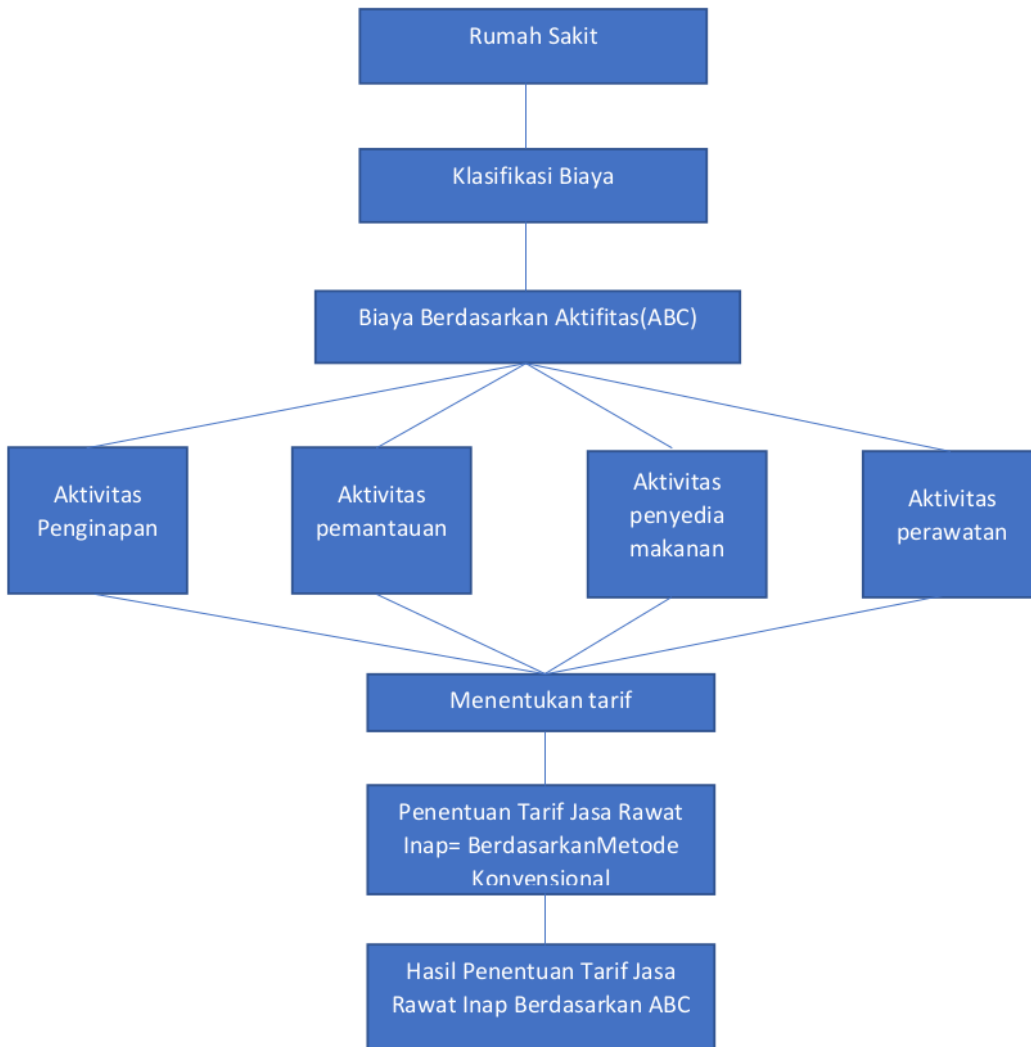 Rumah Sakit
Klasifikasi Biaya
Biaya Berdasarkan Aktifitas(ABC)
Aktivitas
Penginapan
Aktivitas
pemantauan
Aktivitas
penyedia
makanan
Aktivitas
perawatan
Menentukan tarif
Penentuan Tarif Jasa Rawat
Inap= BerdasarkanMetode
Konvensional
Hasil Penentuan Tarif Jasa
Rawat Inap Berdasarkan ABC